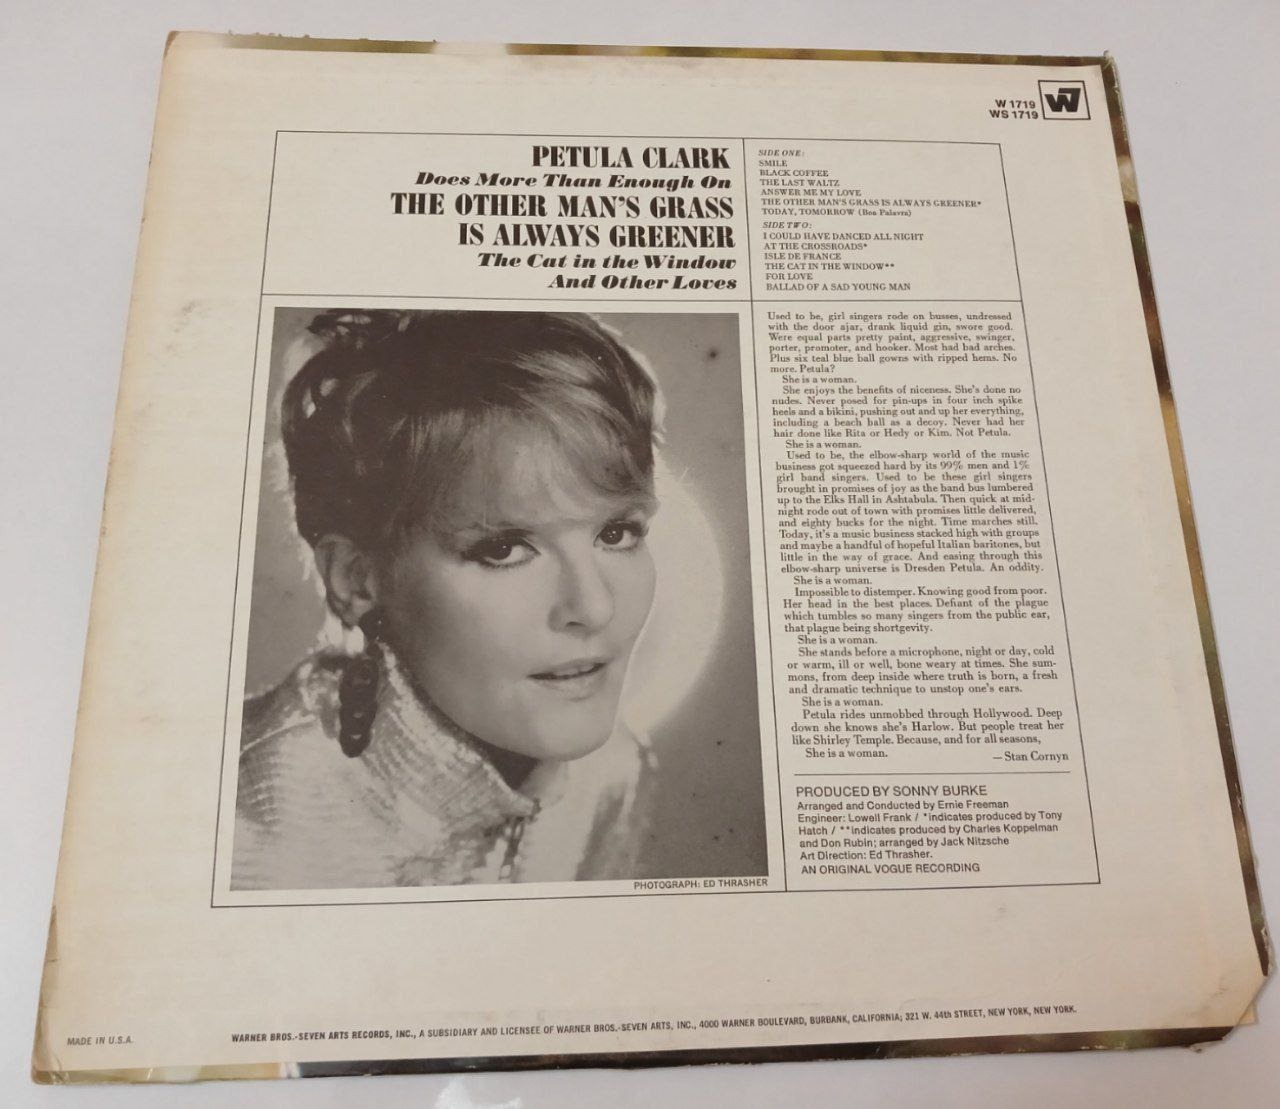 W 1719
WS 1719
W7
PETULA CLARK
Does More Than Enough On
THE OTHER MAN'S GRASS
IS ALWAYS GREENER
The Cat in the Window
And Other Loves
SIDE ONE:
SMILE
BLACK COFFEE
THE LAST WALTZ
ANSWER ME MY LOVE
THE OTHER MAN'S GRASS IS ALWAYS GREENER*
TODAY, TOMORROW (Bon Palavra)
SIDE TWO:
I COULD HAVE DANCED ALL NIGHT
AT THE CROSSROADS*
ISLE DE FRANCE
THE CAT IN THE WINDOW**
FOR LOVE
BALLAD OF A SAD YOUNG MAN
Used to be, girl singers rode on busses, undressed
with the door ajar, drank liquid gin, swore good.
Were equal parts pretty paint, aggressive, swinger,
porter, promoter, and hooker. Most had bad arches.
Plus six teal blue ball gowns with ripped hems. No
more. Petula?
She is a woman.
She enjoys the benefits of niceness. She's done no
nudes. Never posed for pin-ups in four inch spike
heels and a bikini, pushing out and up her everything,
including a beach ball as a decoy. Never had her
hair done like Rita or Hedy or Kim. Not Petula.
She is a woman.
Used to be, the elbow-sharp world of the music
business got squeezed hard by its 99% men and 1%
girl band singers. Used to be these girl singers
brought in promises of joy as the band bus lumbered
up to the Elks Hall in Ashtabula. Then quick at mid-
night rode out of town with promises little delivered,
and eighty bucks for the night. Time marches still.
Today, it's a music business stacked high with groups
and maybe a handful of hopeful Italian baritones, but
little in the way of grace. And easing through this
elbow-sharp universe is Dresden Petula. An oddity.
She is a woman.
Impossible to distemper. Knowing good from poor.
Her head in the best places. Defiant of the plague
which tumbles so many singers from the public ear,
that plague being shortgevity.
She is a woman.
She stands before a microphone, night or day, cold
or warm, ill or well, bone weary at times. She sum-
mons, from deep inside where truth is born, a fresh
and dramatic technique to unstop one's ears.
She is a woman.
Petula rides unmobbed through Hollywood. Deep
down she knows she's Harlow. But people treat her
like Shirley Temple. Because, and for all seasons,
She is a woman.
— Stan Cornyn
PRODUCED BY SONNY BURKE
Arranged and Conducted by Ernie Freeman
Engineer: Lowell Frank / *indicates produced by Tony
Hatch / **indicates produced by Charles Koppelman
and Don Rubin; arranged by Jack Nitzsche
Art Direction: Ed Thrasher.
AN ORIGINAL VOGUE RECORDING
PHOTOGRAPH: ED THRASHER
MADE IN U.S.A.
WARNER BROS.-SEVEN ARTS RECORDS, INC., A SUBSIDIARY AND LICENSEE OF WARNER BROS.-SEVEN ARTS, INC., 4000 WARNER BOULEVARD, BURBANK, CALIFORNIA; 321 W. 44th STREET, NEW YORK, NEW YORK.